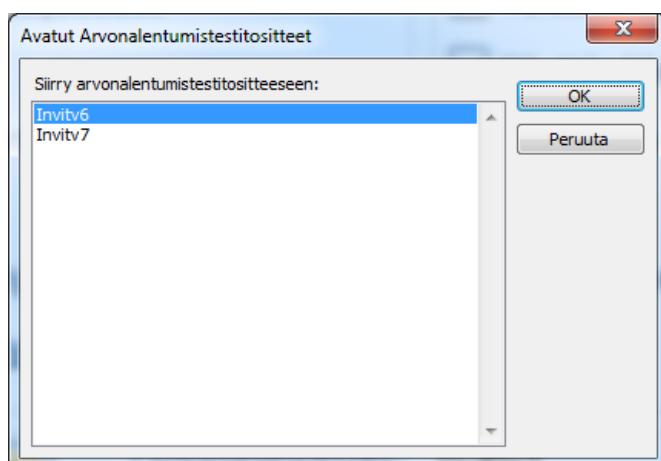 Avatut Arvonalentumistestitositteet
Siirry arvonalentumistestitositteeseen:
Invitv6
Invitv7
OK
Peruuta